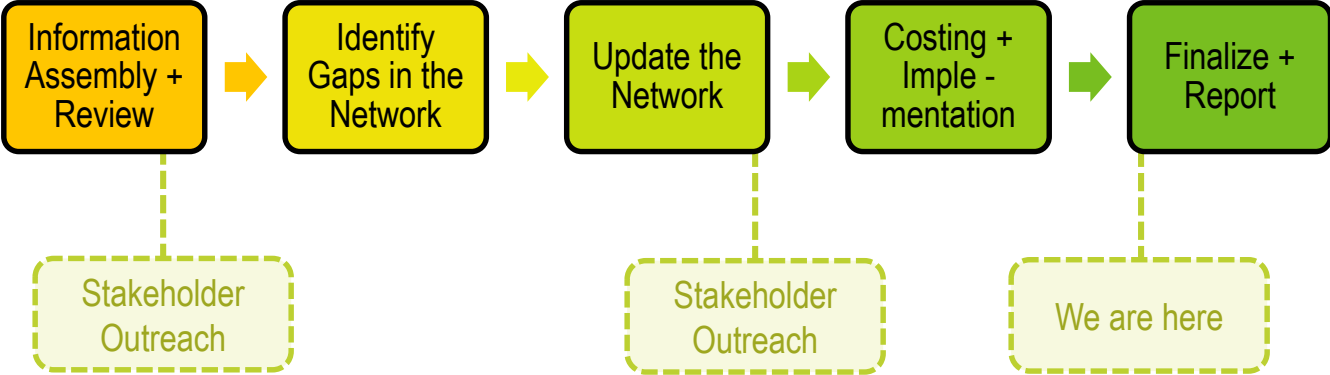 Information
Assembly +
Review
Identify
Gaps in the
Network
Update the
Network
Costing +
Imple -
mentation
Finalize +
Report
Stakeholder
Outreach
Stakeholder
Outreach
We are here